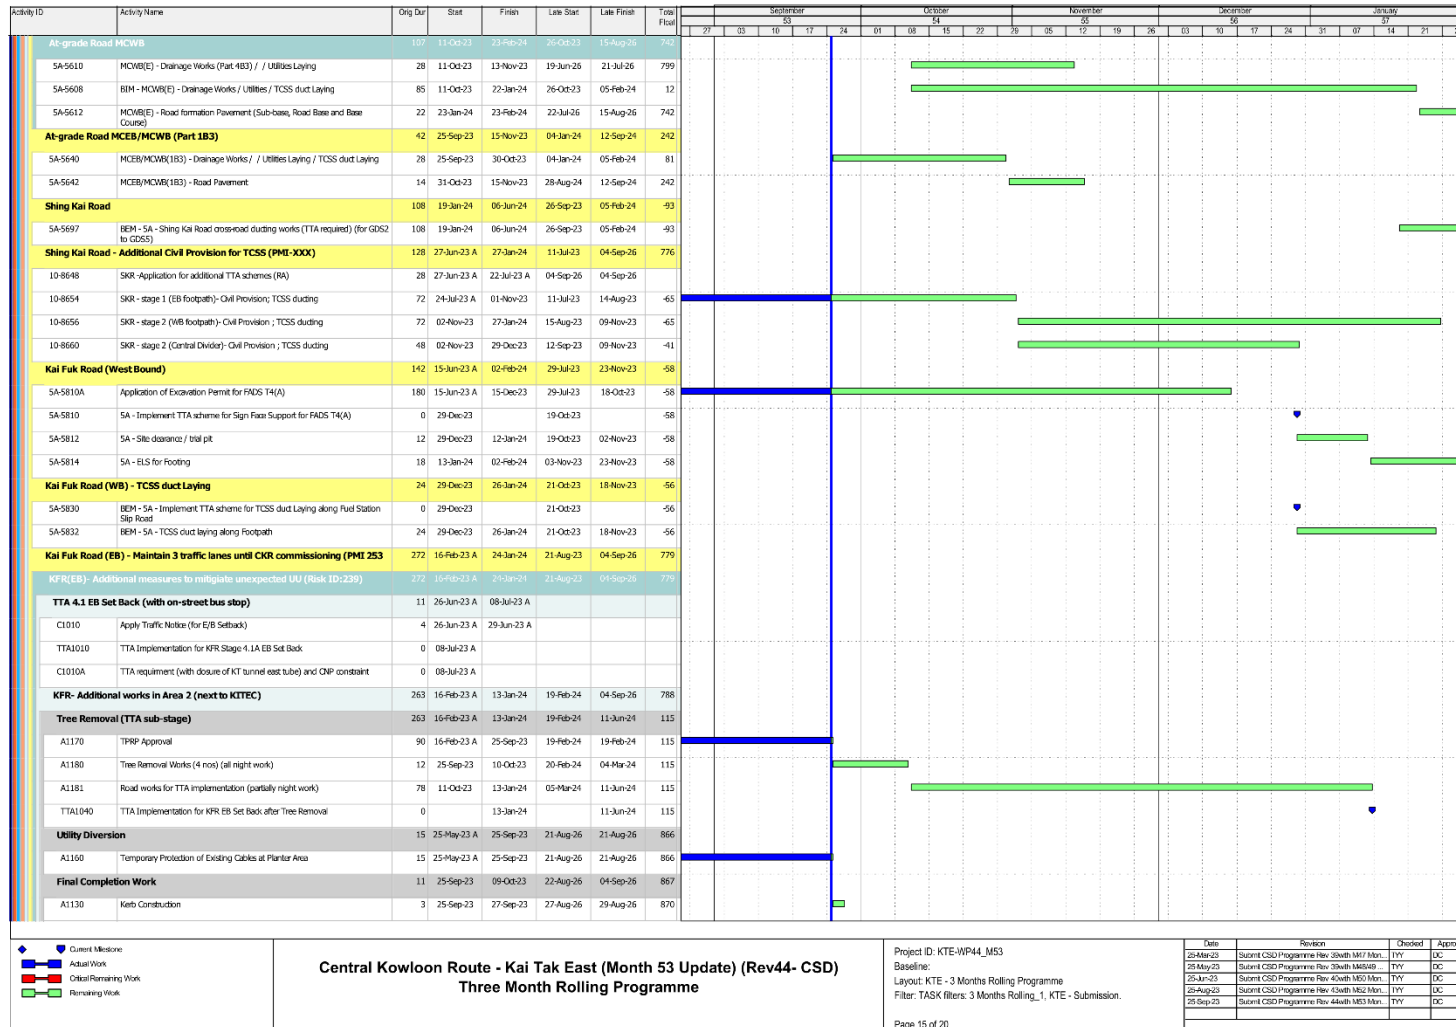 Activity ID Activity Name Orig Dur Start Finish Late Start Late Finish Total Float September October November December January
53 54 55 56 57
27 03 10 17 24 01 08 15 22 29 05 12 19 26 03 10 17 24 31 07 14 21
At-grade Road MCWB 107 11-Oct-23 23-Feb-24 26-Oct-23 15-Aug-26 742
5A-5610 MCWB(E) - Drainage Works (Part 4B3) / / Utilities Laying 28 11-Oct-23 13-Nov-23 19-Jun-26 21-Jul-26 799
5A-5608 BIM - MCWB(E) - Drainage Works / Utilities / TCSS duct Laying 85 11-Oct-23 22-Jan-24 26-Oct-23 05-Feb-24 12
5A-5612 MCWB(E) - Road formation Pavement (Sub-base, Road Base and Base Course) 22 23-Jan-24 23-Feb-24 22-Jul-26 15-Aug-26 742
At-grade Road MCEB/MCWB (Part 1B3) 42 25-Sep-23 15-Nov-23 04-Jan-24 12-Sep-24 242
5A-5640 MCEB/MCWB(1B3) - Drainage Works / / Utilities Laying / TCSS duct Laying 28 25-Sep-23 30-Oct-23 04-Jan-24 05-Feb-24 81
5A-5642 MCEB/MCWB(1B3) - Road Pavement 14 31-Oct-23 15-Nov-23 28-Aug-24 12-Sep-24 242
Shing Kai Road 108 19-Jan-24 06-Jun-24 26-Sep-23 05-Feb-24 -93
5A-5697 BEM - 5A - Shing Kai Road cross-road ducting works (TTA required) (for GDS2 to GDS5) 108 19-Jan-24 06-Jun-24 26-Sep-23 05-Feb-24 -93
Shing Kai Road - Additional Civil Provision for TCSS (PMI-XXX) 128 27-Jun-23 A 27-Jan-24 11-Jul-23 04-Sep-26 776
10-8648 SKR -Application for additional TTA schemes (RA) 28 27-Jun-23 A 22-Jul-23 A 04-Sep-26 04-Sep-26
10-8654 SKR - stage 1 (EB footpath)- Civil Provision; TCSS ducting 72 24-Jul-23 A 01-Nov-23 11-Jul-23 14-Aug-23 -65
10-8656 SKR - stage 2 (WB footpath)- Civil Provision ; TCSS ducting 72 02-Nov-23 27-Jan-24 15-Aug-23 09-Nov-23 -65
10-8660 SKR - stage 2 (Central Divider)- Civil Provision ; TCSS ducting 48 02-Nov-23 29-Dec-23 12-Sep-23 09-Nov-23 -41
Kai Fuk Road (West Bound) 142 15-Jun-23 A 02-Feb-24 29-Jul-23 23-Nov-23 -58
5A-5810A Application of Excavation Permit for FADS T4(A) 180 15-Jun-23 A 15-Dec-23 29-Jul-23 18-Oct-23 -58
5A-5810 5A - Implement TTA scheme for Sign Face Support for FADS T4(A) 0 29-Dec-23 19-Oct-23 -58
5A-5812 5A - Site clearance / trial pit 12 29-Dec-23 12-Jan-24 19-Oct-23 02-Nov-23 -58
5A-5814 5A - ELS for Footing 18 13-Jan-24 02-Feb-24 03-Nov-23 23-Nov-23 -58
Kai Fuk Road (WB) - TCSS duct Laying 24 29-Dec-23 26-Jan-24 21-Oct-23 18-Nov-23 -56
5A-5830 BEM - 5A - Implement TTA scheme for TCSS duct Laying along Fuel Station Slip Road 0 29-Dec-23 21-Oct-23 -56
5A-5832 BEM - 5A - TCSS duct laying along Footpath 24 29-Dec-23 26-Jan-24 21-Oct-23 18-Nov-23 -56
Kai Fuk Road (EB) - Maintain 3 traffic lanes until CKR commissioning (PMI 253 272 16-Feb-23 A 24-Jan-24 21-Aug-23 04-Sep-26 779
KFR(EB)- Additional measures to mitigiate unexpected UU (Risk ID:239) 272 16-Feb-23 A 24-Jan-24 21-Aug-23 04-Sep-26 779
TTA 4.1 EB Set Back (with on-street bus stop) 11 26-Jun-23 A 08-Jul-23 A
C1010 Apply Traffic Notice (for E/B Setback) 4 26-Jun-23 A 29-Jun-23 A
TTA1010 TTA Implementation for KFR Stage 4.1A EB Set Back 0 08-Jul-23 A
C1010A TTA requirment (with closure of KT tunnel east tube) and CNP constraint 0 08-Jul-23 A
KFR- Additional works in Area 2 (next to KITEC) 263 16-Feb-23 A 13-Jan-24 19-Feb-24 04-Sep-26 788
Tree Removal (TTA sub-stage) 263 16-Feb-23 A 13-Jan-24 19-Feb-24 11-Jun-24 115
A1170 TPRP Approval 90 16-Feb-23 A 25-Sep-23 19-Feb-24 19-Feb-24 115
A1180 Tree Removal Works (4 nos) (all night work) 12 25-Sep-23 10-Oct-23 20-Feb-24 04-Mar-24 115
A1181 Road works for TTA implementation (partially night work) 78 11-Oct-23 13-Jan-24 05-Mar-24 11-Jun-24 115
TTA1040 TTA Implementation for KFR EB Set Back after Tree Removal 0 13-Jan-24 11-Jun-24 115
Utility Diversion 15 25-May-23 A 25-Sep-23 21-Aug-26 21-Aug-26 866
A1160 Temporary Protection of Existing Cables at Planter Area 15 25-May-23 A 25-Sep-23 21-Aug-26 21-Aug-26 866
Final Completion Work 11 25-Sep-23 09-Oct-23 22-Aug-26 04-Sep-26 867
A1130 Kerb Construction 3 25-Sep-23 27-Sep-23 27-Aug-26 29-Aug-26 870
Current Milestone
Actual Work
Critical Remaining Work
Remaining Work
Central Kowloon Route - Kai Tak East (Month 53 Update) (Rev44- CSD)
Three Month Rolling Programme
Project ID: KTE-WP44_M53
Baseline:
Layout: KTE - 3 Months Rolling Programme
Filter: TASK filters: 3 Months Rolling_1, KTE - Submission.
Page 15 of 20
Date Revision Checked Appro
25-Mar-23 Submit CSD Programme Rev 39with M47 Mon... TYY DC
25-May-23 Submit CSD Programme Rev 39with M48/49 ... TYY DC
25-Jun-23 Submit CSD Programme Rev 40with M50 Mon... TYY DC
25-Aug-23 Submit CSD Programme Rev 43with M52 Mon... TYY DC
25-Sep-23 Submit CSD Programme Rev 44with M53 Mon... TYY DC